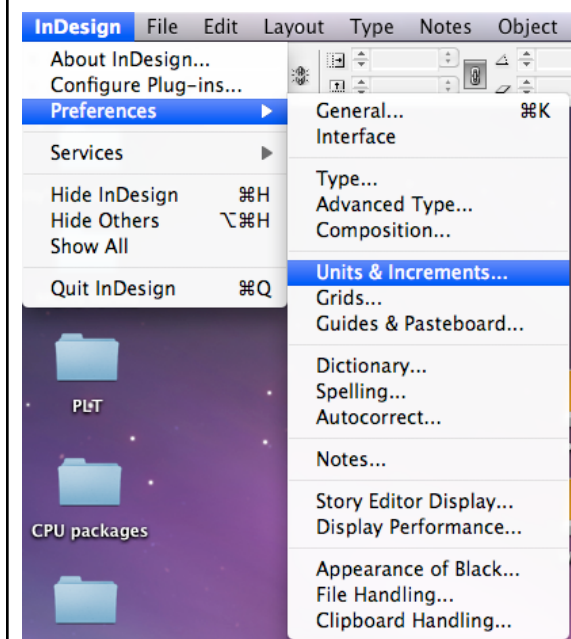 InDesign File Edit Layout Type Notes Object
About InDesign...
Configure Plug-ins...
Preferences
Services
Hide InDesign ⌘H
Hide Others ⌥⌘H
Show All
Quit InDesign ⌘Q
General... ⌘K
Interface
Type...
Advanced Type...
Composition...
Units & Increments...
Grids...
Guides & Pasteboard...
Dictionary...
Spelling...
Autocorrect...
Notes...
Story Editor Display...
Display Performance...
Appearance of Black...
File Handling...
Clipboard Handling...
PLT
CPU packages